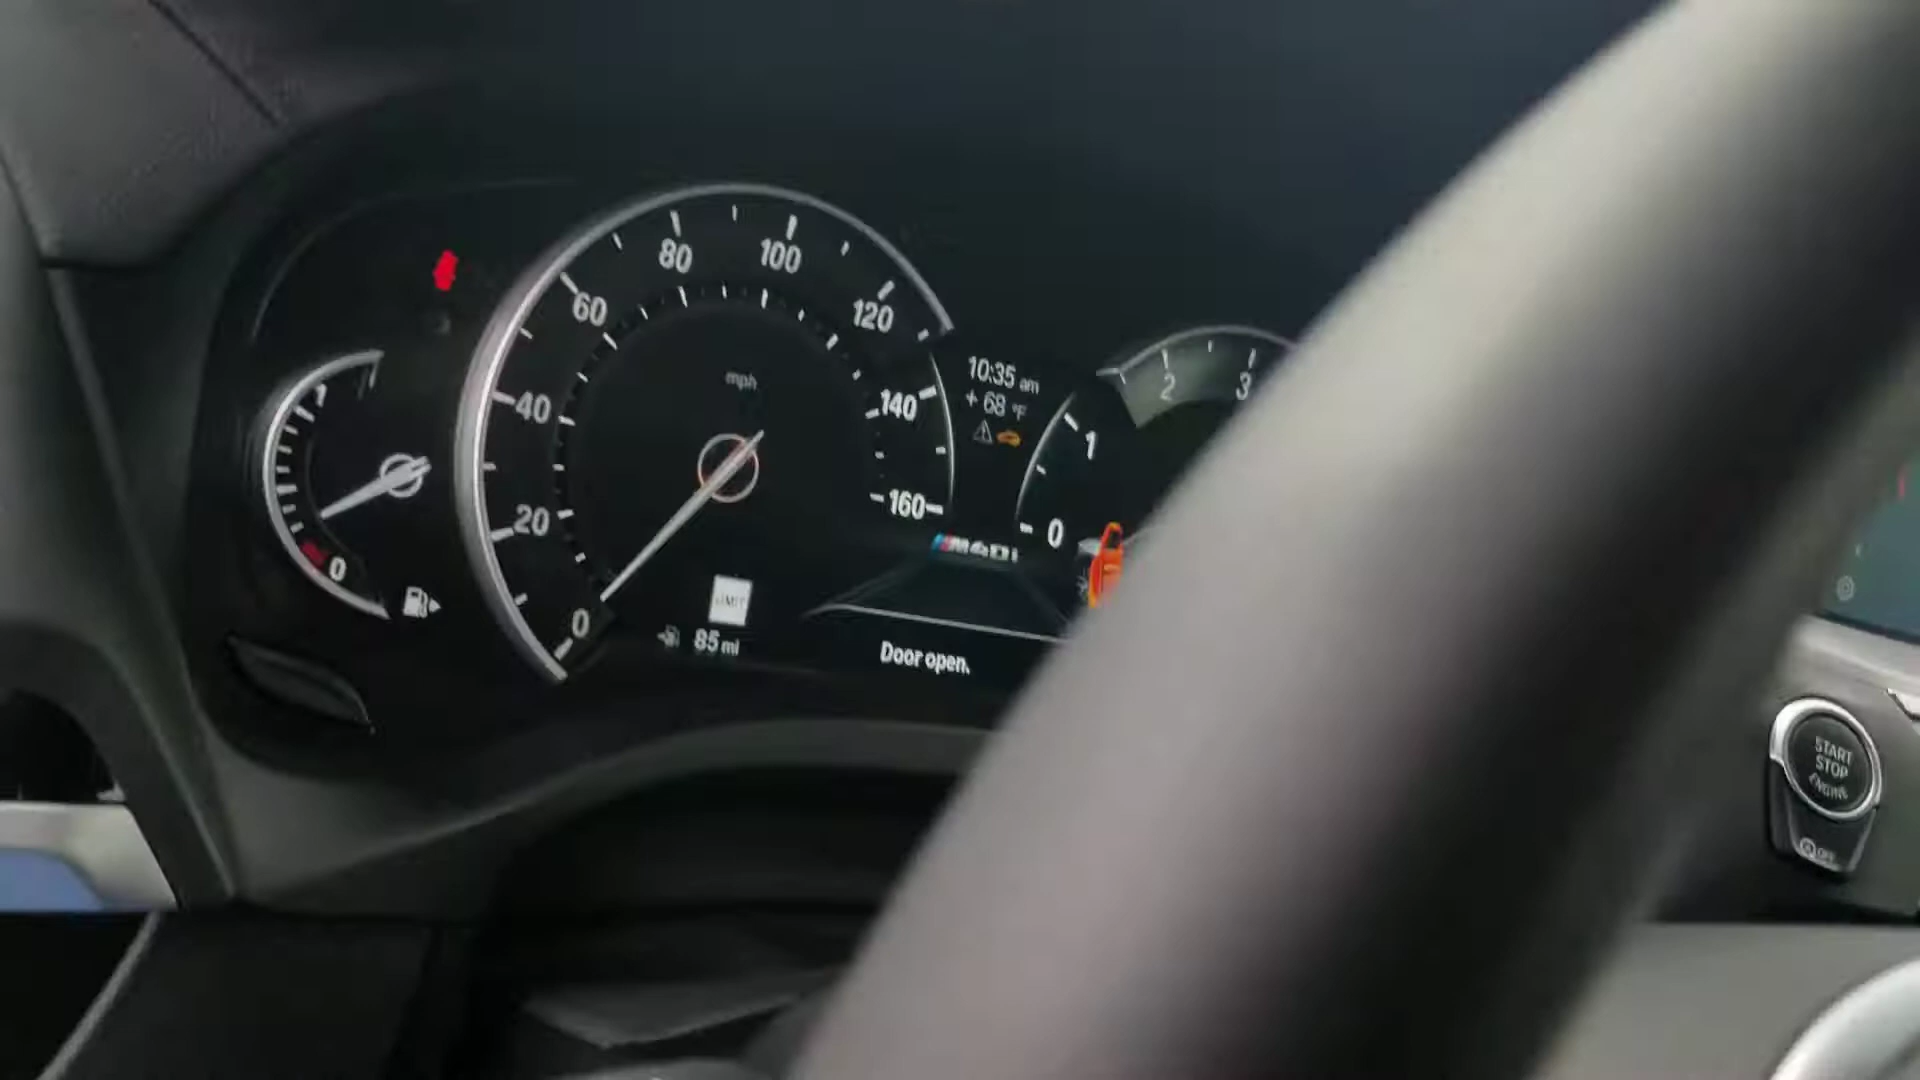 80
100
60
120
mph
40
140
20
160
0
0
10:35 am
+ 68 °F
1
2
3
0
M40i
LIMIT
85 mi
Door open.
START
STOP
ENGINE
OFF